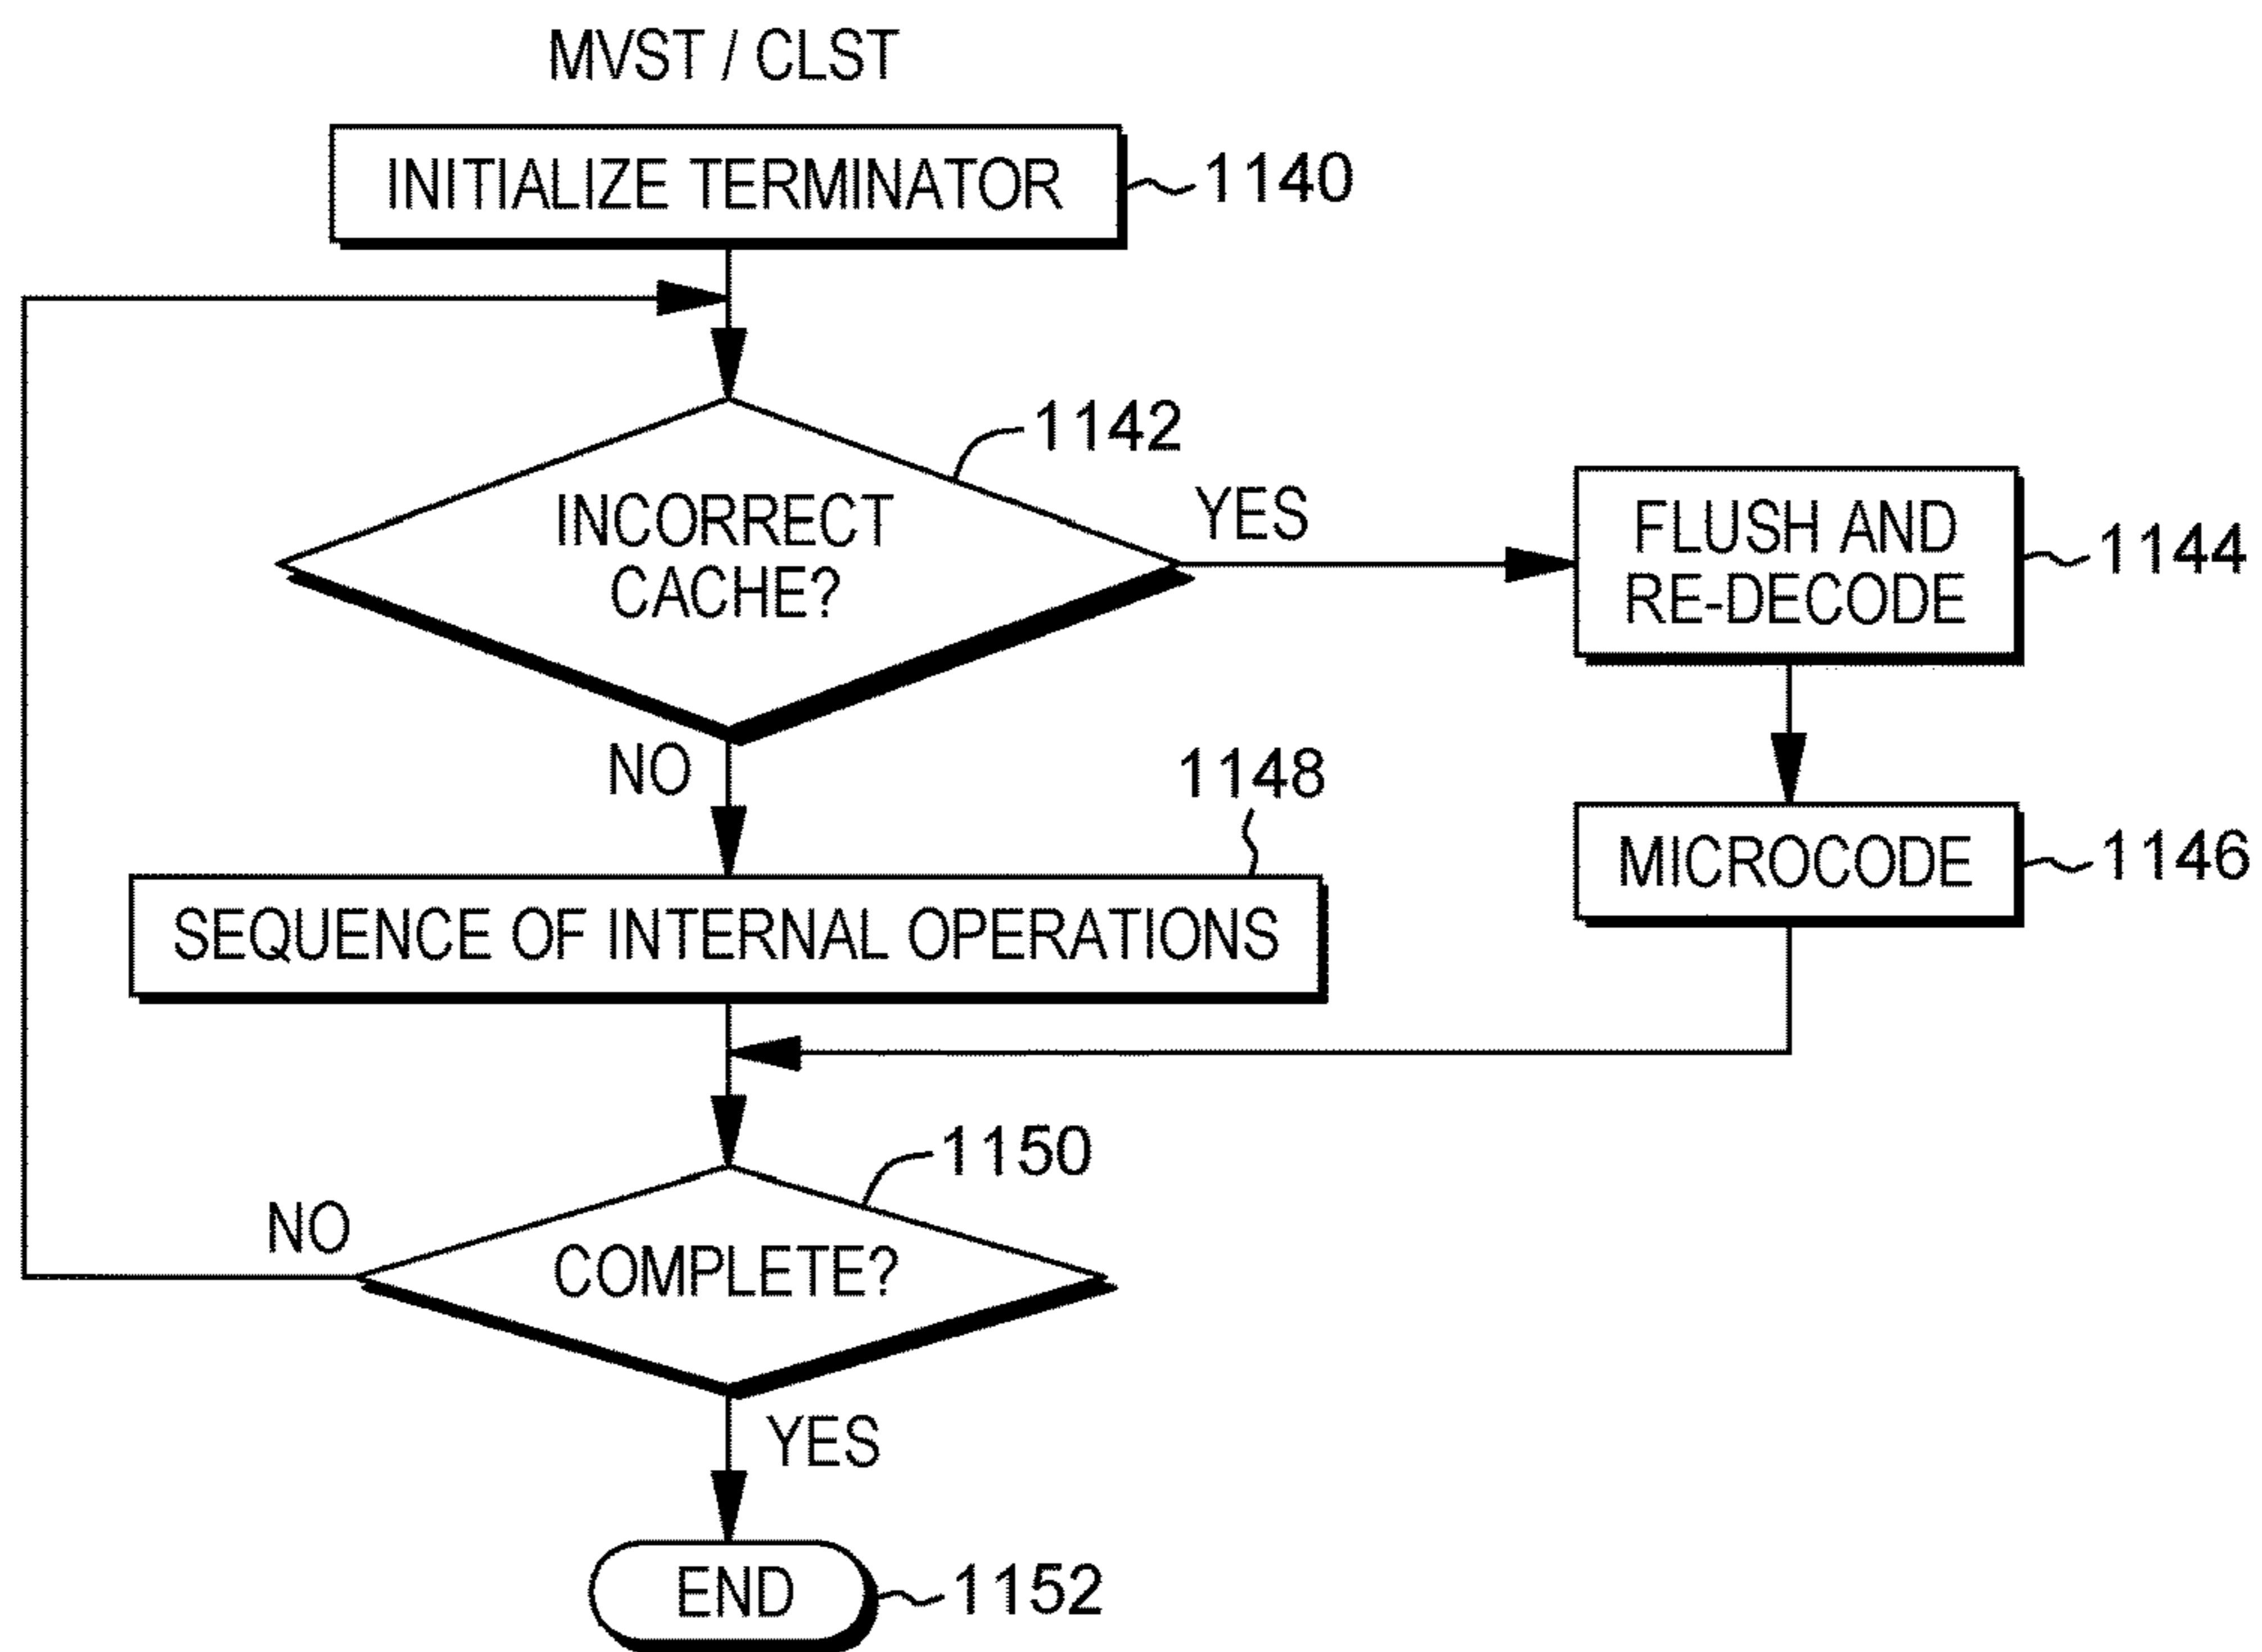 MVST / CLST
INITIALIZE TERMINATOR
1140
1142
INCORRECT
CACHE?
YES
FLUSH AND
RE-DECODE
1144
NO
1148
MICROCODE
1146
SEQUENCE OF INTERNAL OPERATIONS
1150
NO
COMPLETE?
YES
END
1152